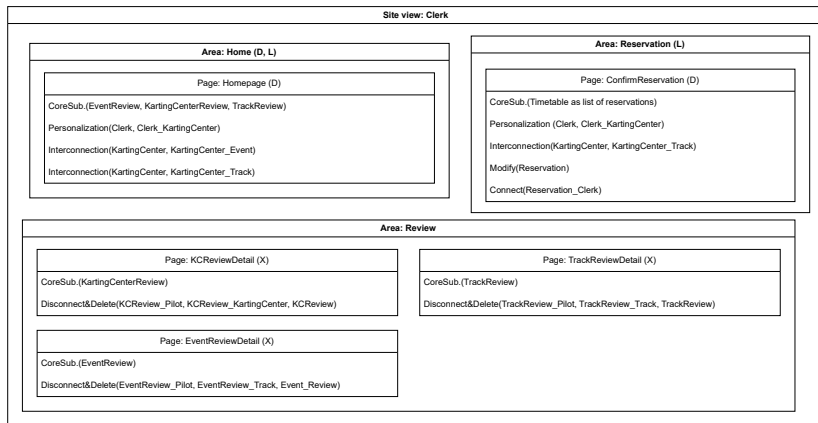 Site view: Clerk
Area: Home (D, L)
Page: Homepage (D)
CoreSub.(EventReview, KartingCenterReview, TrackReview)
Personalization(Clerk, Clerk_KartingCenter)
Interconnection(KartingCenter, KartingCenter_Event)
Interconnection(KartingCenter, KartingCenter_Track)
Area: Reservation (L)
Page: ConfirmReservation (D)
CoreSub.(Timetable as list of reservations)
Personalization (Clerk, Clerk_KartingCenter)
Interconnection(KartingCenter, KartingCenter_Track)
Modify(Reservation)
Connect(Reservation_Clerk)
Area: Review
Page: KCReviewDetail (X)
CoreSub.(KartingCenterReview)
Disconnect&Delete(KCReview_Pilot, KCReview_KartingCenter, KCReview)
Page: TrackReviewDetail (X)
CoreSub.(TrackReview)
Disconnect&Delete(TrackReview_Pilot, TrackReview_Track, TrackReview)
Page: EventReviewDetail (X)
CoreSub.(EventReview)
Disconnect&Delete(EventReview_Pilot, EventReview_Track, Event_Review)